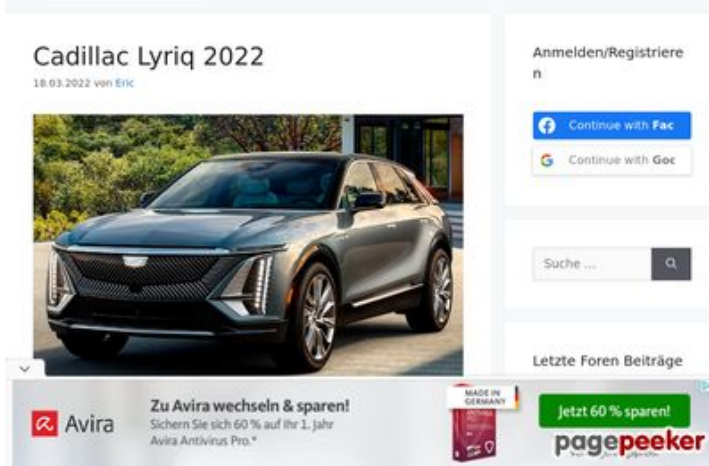 Cadillac Lyriq 2022
18.03.2022 von Eric
Anmelden/Registriere
n
Continue with Fac
Continue with Goo
Suche ...
Letzte Foren Beiträge
Avira
Zu Avira wechseln & sparen!
Sichern Sie sich 60 % auf Ihr 1. Jahr
Avira Antivirus Pro.*
MADE IN
GERMANY
Jetzt 60 % sparen!
pagepeeker